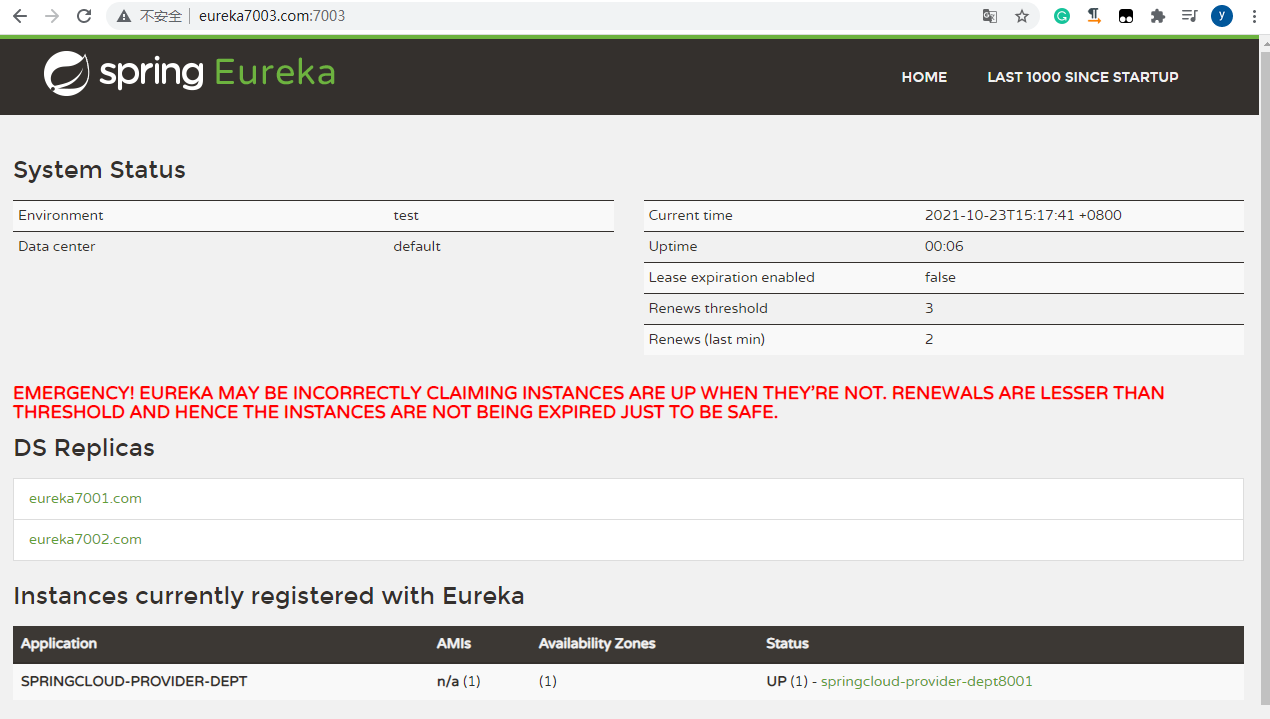 不安全 | eureka7003.com:7003
y
spring Eureka
HOME LAST 1000 SINCE STARTUP
System Status
Environment test
Data center default
Current time 2021-10-23T15:17:41 +0800
Uptime 00:06
Lease expiration enabled false
Renews threshold 3
Renews (last min) 2
EMERGENCY! EUREKA MAY BE INCORRECTLY CLAIMING INSTANCES ARE UP WHEN THEY'RE NOT. RENEWALS ARE LESSER THAN
THRESHOLD AND HENCE THE INSTANCES ARE NOT BEING EXPIRED JUST TO BE SAFE.
DS Replicas
eureka7001.com
eureka7002.com
Instances currently registered with Eureka
Application AMIs Availability Zones Status
SPRINGCLOUD-PROVIDER-DEPT n/a (1) (1) UP (1) - springcloud-provider-dept8001